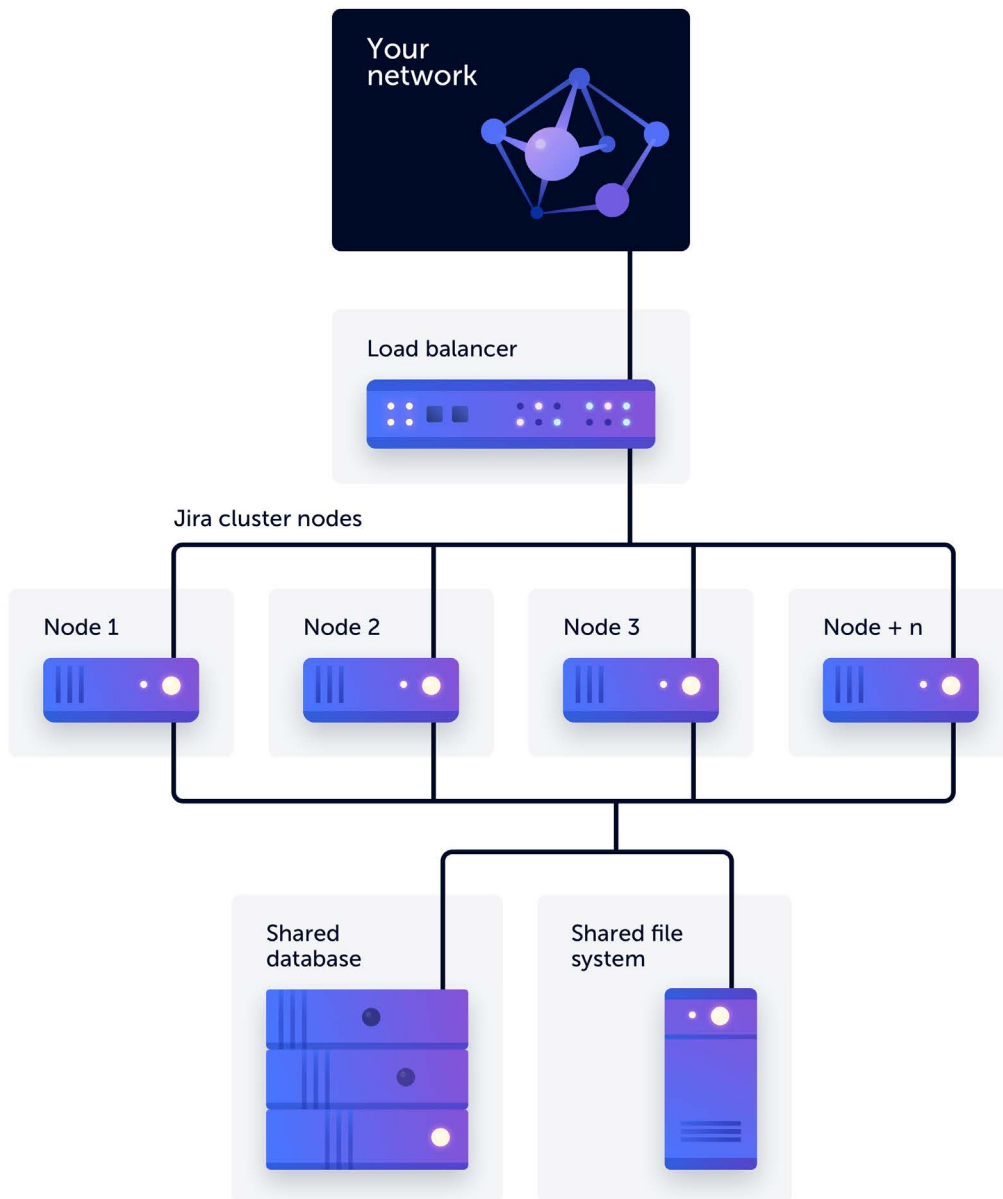 Your
network
Load balancer
Jira cluster nodes
Node 1
Node 2
Node 3
Node + n
Shared
database
Shared file
system